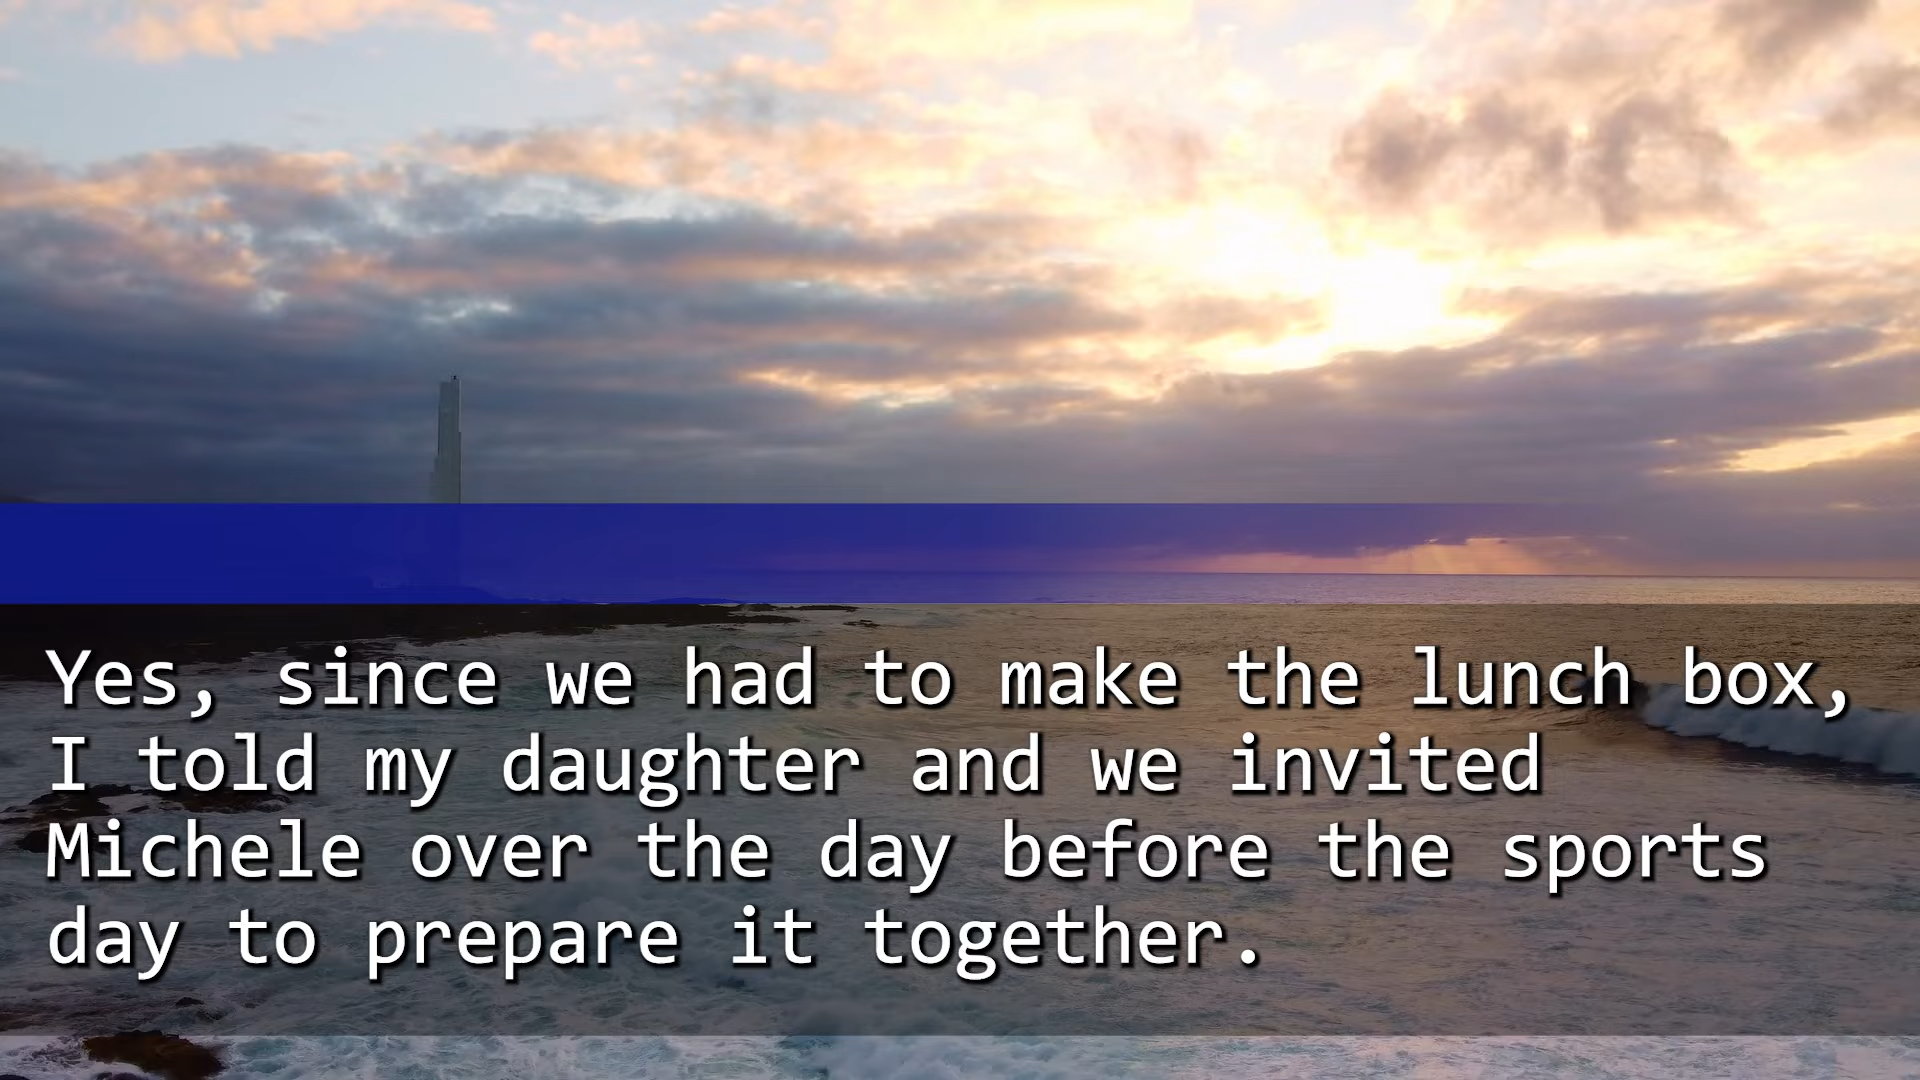 Yes, since we had to make the lunch box,
I told my daughter and we invited
Michele over the day before the sports
day to prepare it together.